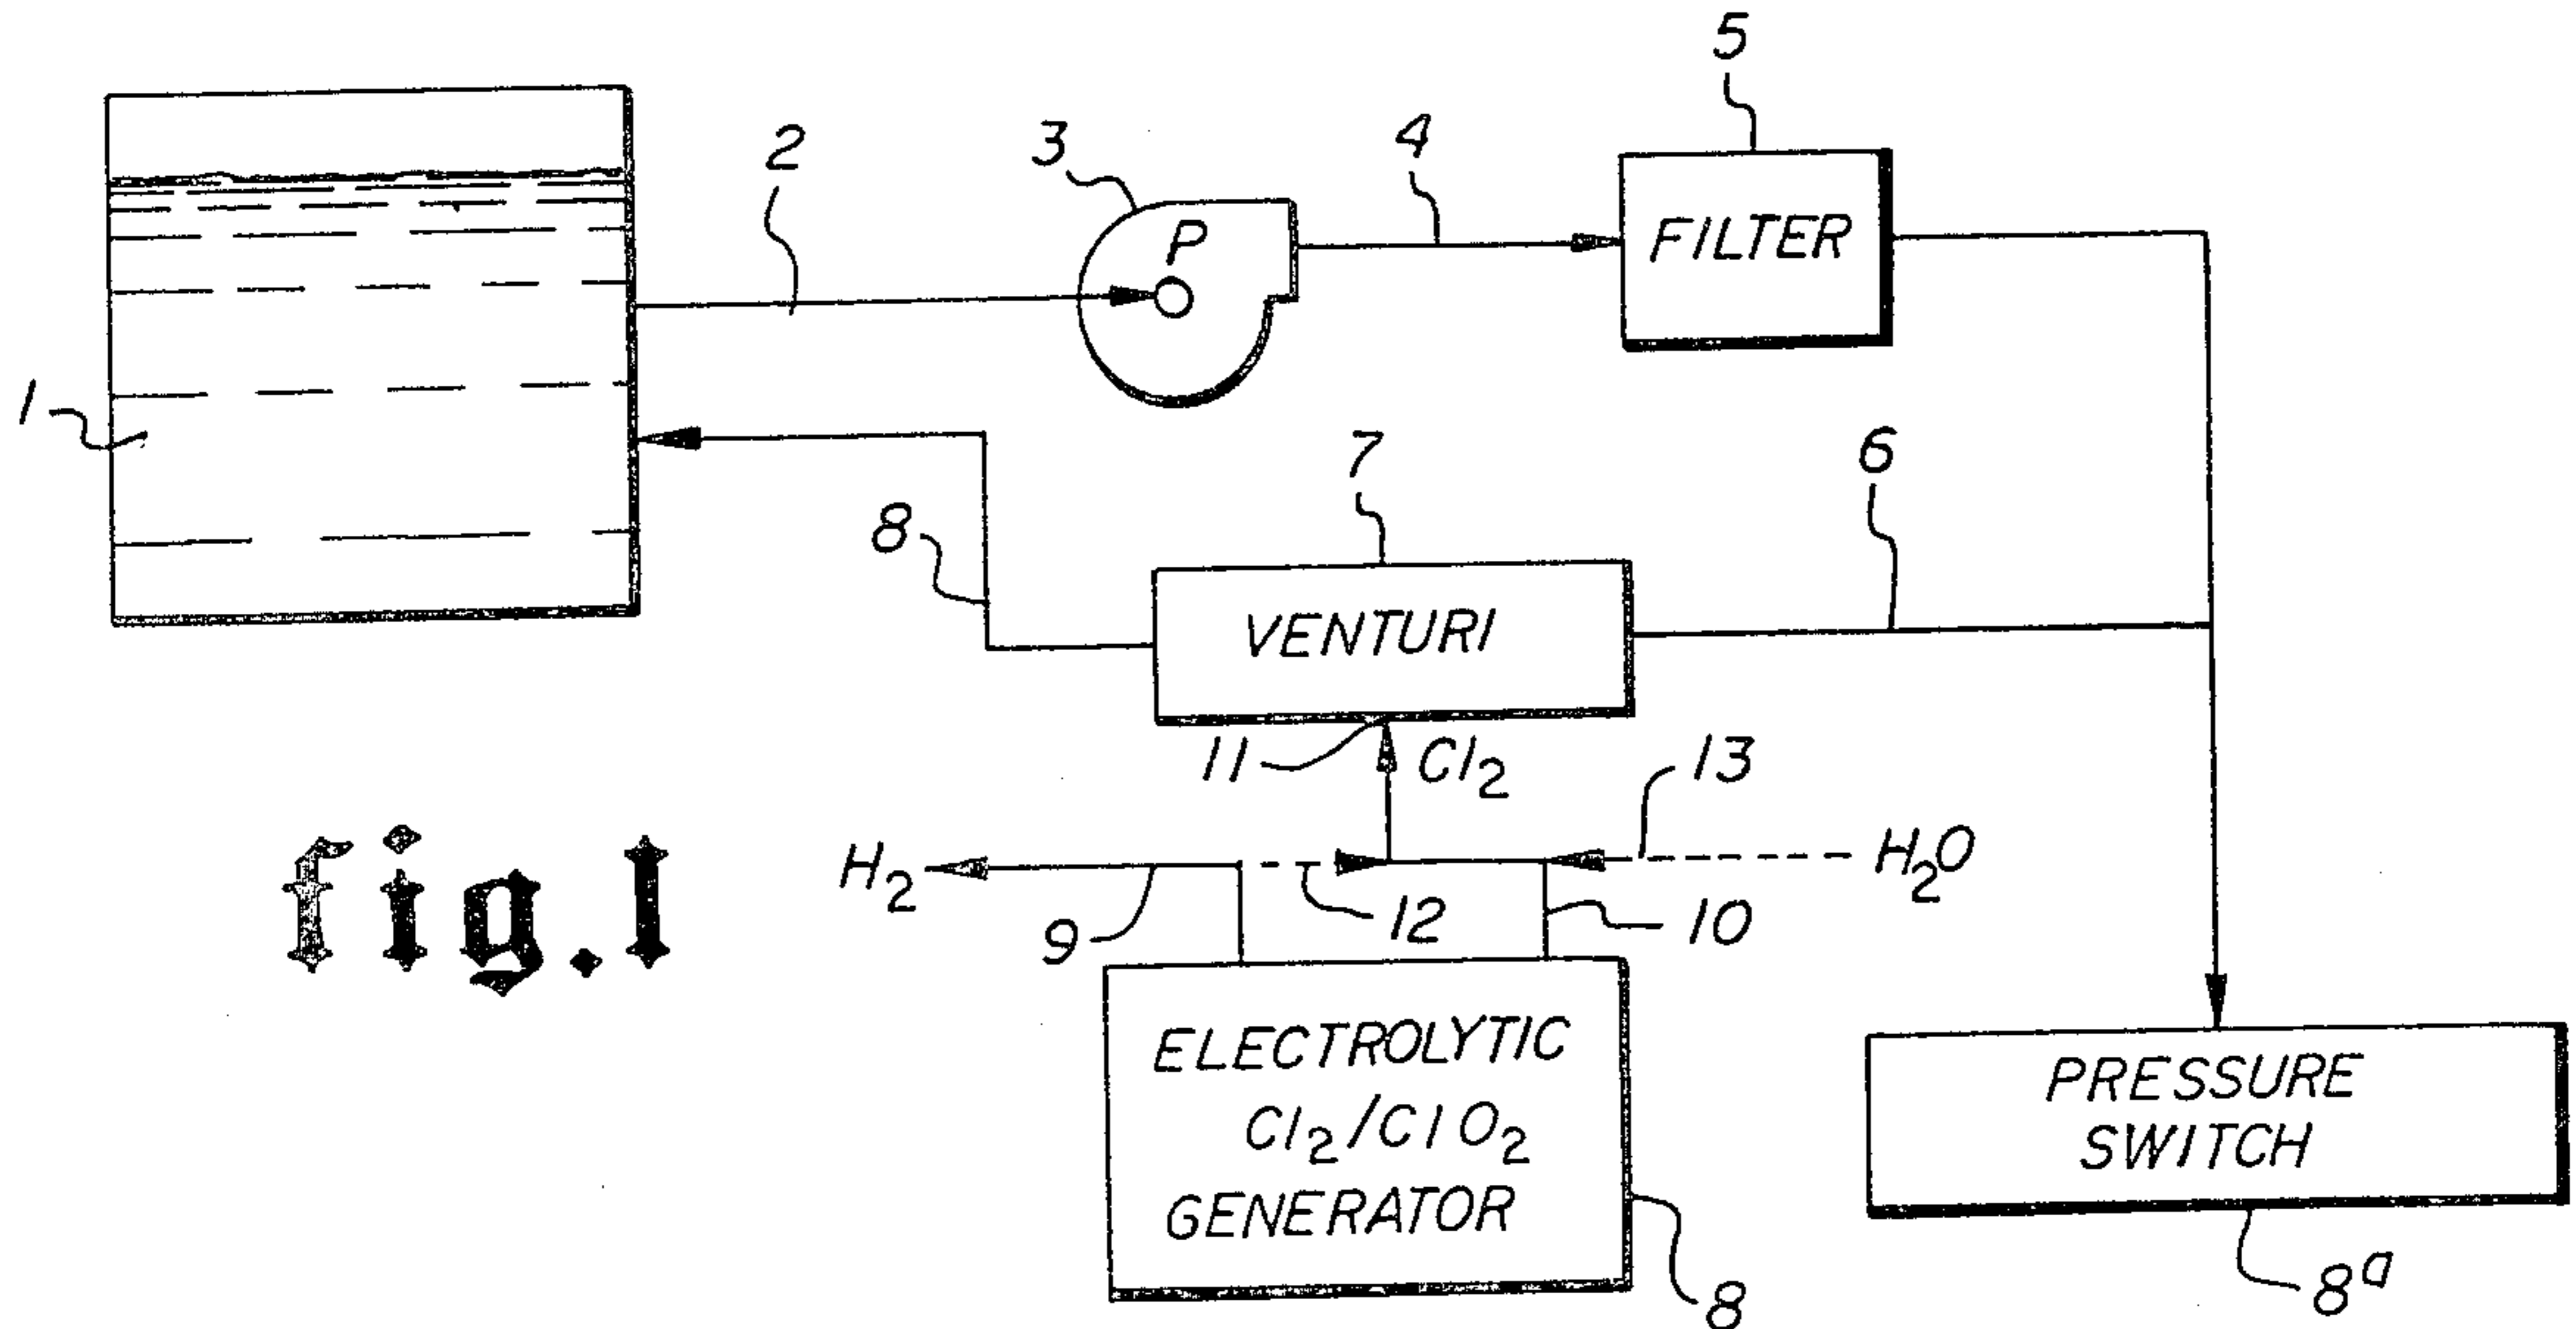 5
2
3
P
4
FILTER
1
7
6
8
VENTURI
11
Cl2
13
H2
H2O
9
12
10
ELECTROLYTIC
Cl2/ClO2
GENERATOR
8
PRESSURE
SWITCH
8a
fig.1